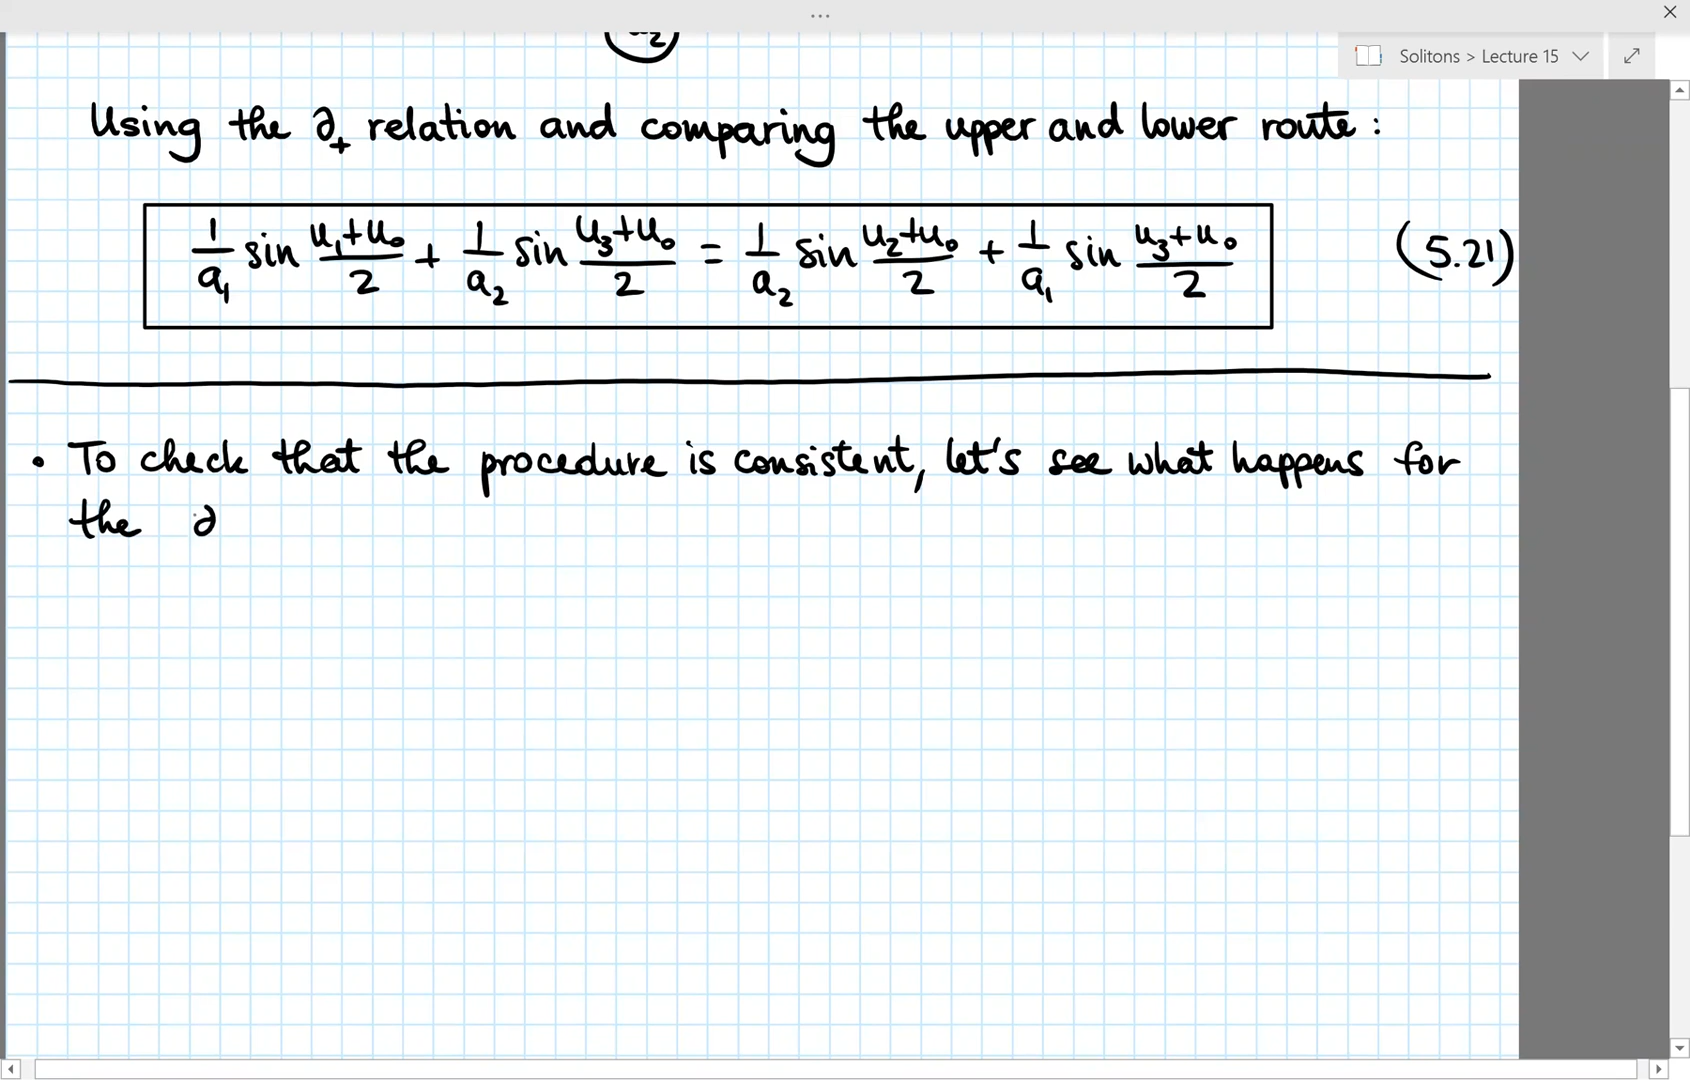 ...
Solitons > Lecture 15
Using the ∂₊ relation and comparing the upper and lower route :
1/a₁ sin (u₁+u₀)/2 + 1/a₂ sin (u₃+u₀)/2 = 1/a₂ sin (u₂+u₀)/2 + 1/a₁ sin (u₃+u₀)/2 (5.21)
• To check that the procedure is consistent, let's see what happens for
the ∂